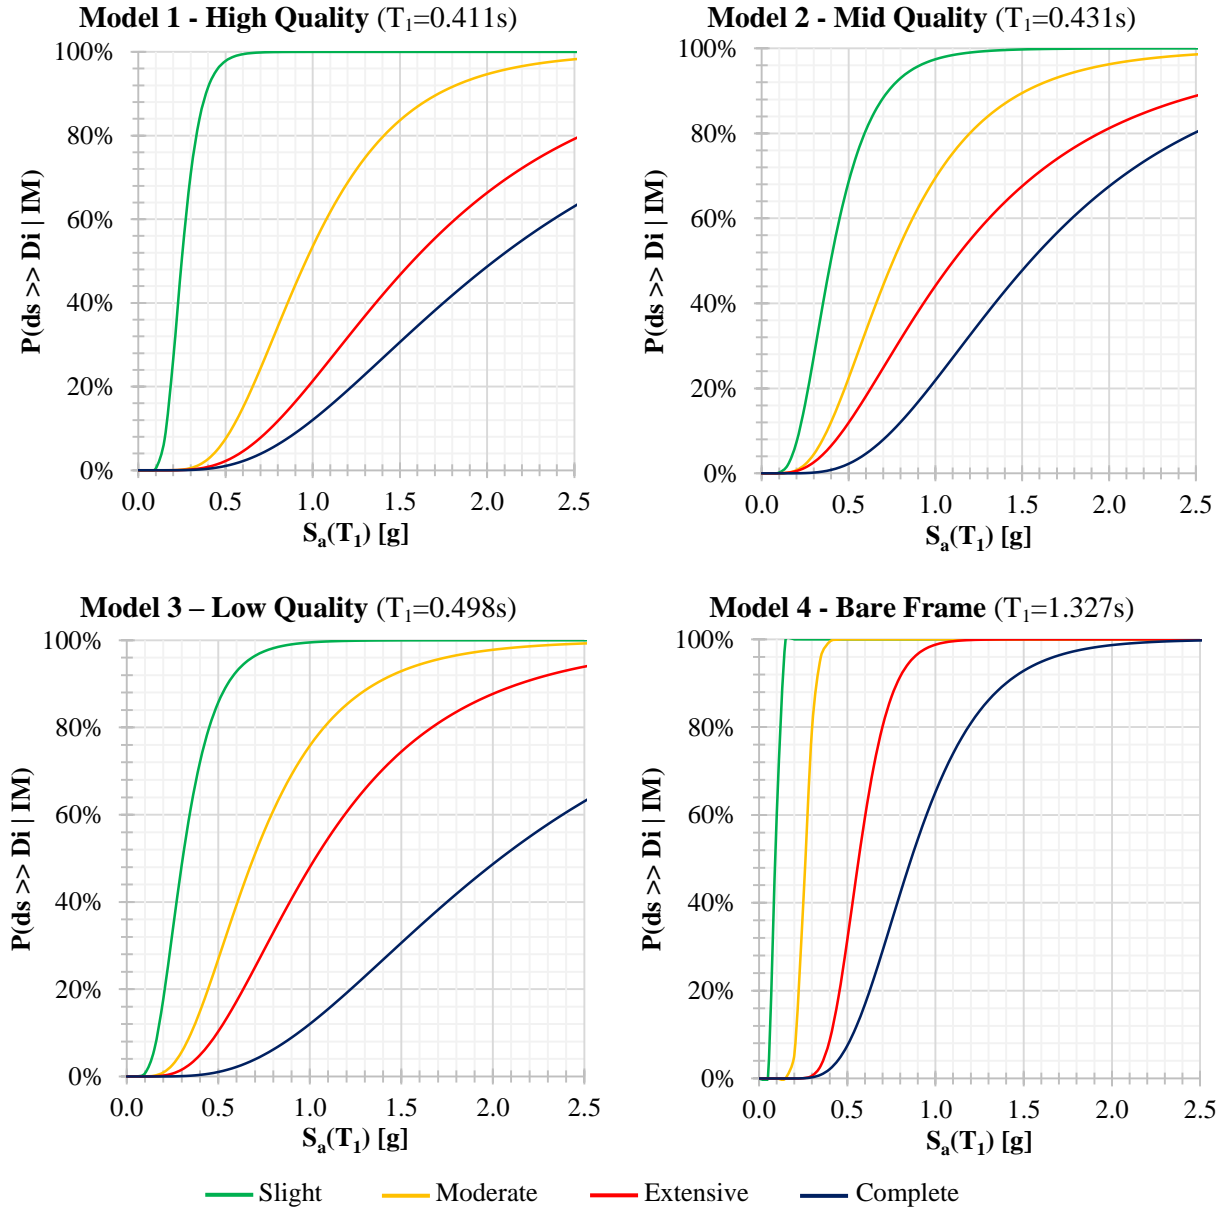 Model 1 - High Quality (T1=0.411s)
100%
80%
60%
40%
20%
0%
P(ds >> Di | IM)
0.0 0.5 1.0 1.5 2.0 2.5
Sa(T1) [g]
Model 2 - Mid Quality (T1=0.431s)
100%
80%
60%
40%
20%
0%
P(ds >> Di | IM)
0.0 0.5 1.0 1.5 2.0 2.5
Sa(T1) [g]
Model 3 – Low Quality (T1=0.498s)
100%
80%
60%
40%
20%
0%
P(ds >> Di | IM)
0.0 0.5 1.0 1.5 2.0 2.5
Sa(T1) [g]
Model 4 - Bare Frame (T1=1.327s)
100%
80%
60%
40%
20%
0%
P(ds >> Di | IM)
0.0 0.5 1.0 1.5 2.0 2.5
Sa(T1) [g]
Slight Moderate Extensive Complete